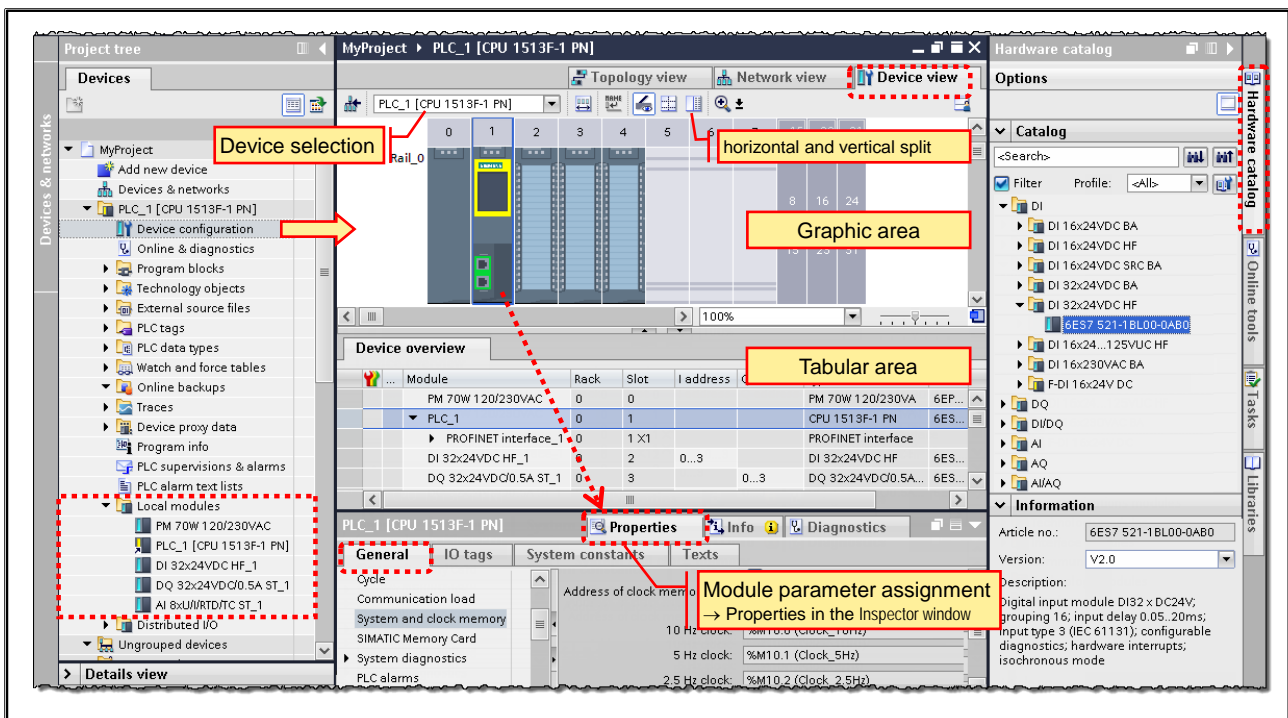 Project tree
Devices
Devices & networks
MyProject
Add new device
Devices & networks
PLC_1 [CPU 1513F-1 PN]
Device configuration
Online & diagnostics
Program blocks
Technology objects
External source files
PLC tags
PLC data types
Watch and force tables
Online backups
Traces
Device proxy data
Program info
PLC supervisions & alarms
PLC alarm text lists
Local modules
PM 70W 120/230VAC
PLC_1 [CPU 1513F-1 PN]
DI 32x24VDC HF_1
DQ 32x24VDC/0.5A ST_1
AI 8xU/I/RTD/TC ST_1
Distributed I/O
Ungrouped devices
Details view
MyProject PLC_1 [CPU 1513F-1 PN]
Topology view Network view Device view
PLC_1 [CPU 1513F-1 PN]
Device selection
horizontal and vertical split
0 1 2 3 4 5 6
Rail_0
8 16 24
Graphic area
100%
Device overview
Tabular area
... Module Rack Slot I address
PM 70W 120/230VAC 0 0 PM 70W 120/230VA 6EP...
PLC_1 0 1 CPU 1513F-1 PN 6ES...
PROFINET interface_1 0 1 X1 PROFINET interface
DI 32x24VDC HF_1 2 0...3 DI 32x24VDC HF 6ES...
DQ 32x24VDC/0.5A ST_1 0 3 0...3 DQ 32x24VDC/0.5A... 6ES...
PLC_1 [CPU 1513F-1 PN]
Properties Info Diagnostics
General IO tags System constants Texts
Cycle
Communication load
System and clock memory
SIMATIC Memory Card
System diagnostics
PLC alarms
Address of clock
Module parameter assignment
→ Properties in the Inspector window
10 Hz clock: %M10.0 (Clock_10Hz)
5 Hz clock: %M10.1 (Clock_5Hz)
2.5 Hz clock: %M10.2 (Clock_2.5Hz)
Hardware catalog
Options
Catalog
<Search>
Filter Profile: <All>
DI
DI 16x24VDC BA
DI 16x24VDC HF
DI 16x24VDC SRC BA
DI 32x24VDC BA
DI 32x24VDC HF
6ES7 521-1BL00-0AB0
DI 16x24...125VUC HF
DI 16x230VAC BA
F-DI 16x24V DC
DQ
DI/DQ
AI
AQ
AI/AQ
Information
Article no.: 6ES7 521-1BL00-0AB0
Version: V2.0
Description:
Digital input module DI32 x DC24V;
grouping 16; input delay 0.05..20ms;
input type 3 (IEC 61131); configurable
diagnostics; hardware interrupts;
isochronous mode
Hardware catalog
Online tools
Tasks
Libraries